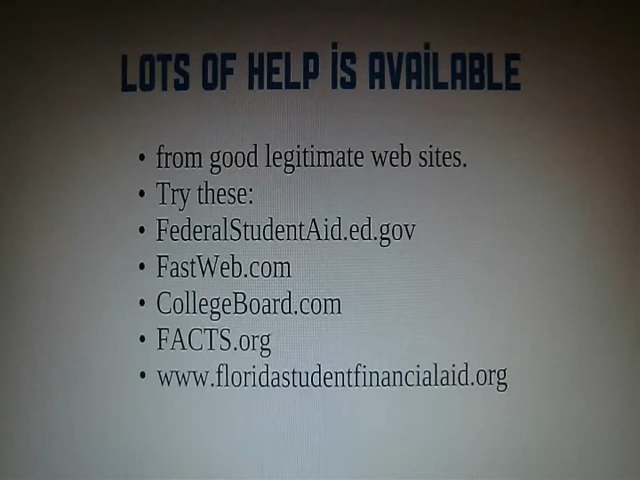 LOTS OF HELP iS AVAiLABLE
• from good legitimate web sites.
• Try these:
• FederalStudentAid.ed.gov
• FastWeb.com
• CollegeBoard.com
• FACTS.org
• www.floridastudentfinancialaid.org